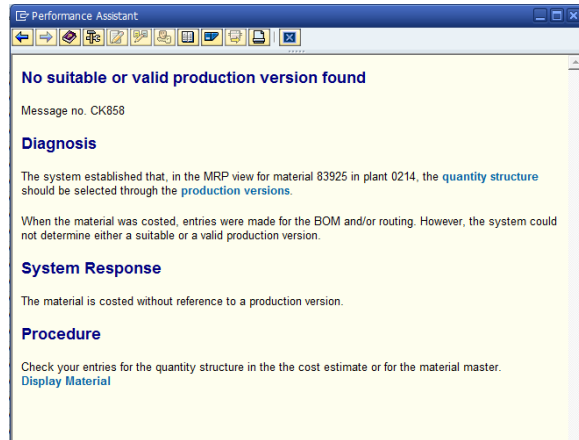 Performance Assistant
No suitable or valid production version found
Message no. CK858
Diagnosis
The system established that, in the MRP view for material 83925 in plant 0214, the quantity structure
should be selected through the production versions.
When the material was costed, entries were made for the BOM and/or routing. However, the system could
not determine either a suitable or a valid production version.
System Response
The material is costed without reference to a production version.
Procedure
Check your entries for the quantity structure in the the cost estimate or for the material master.
Display Material